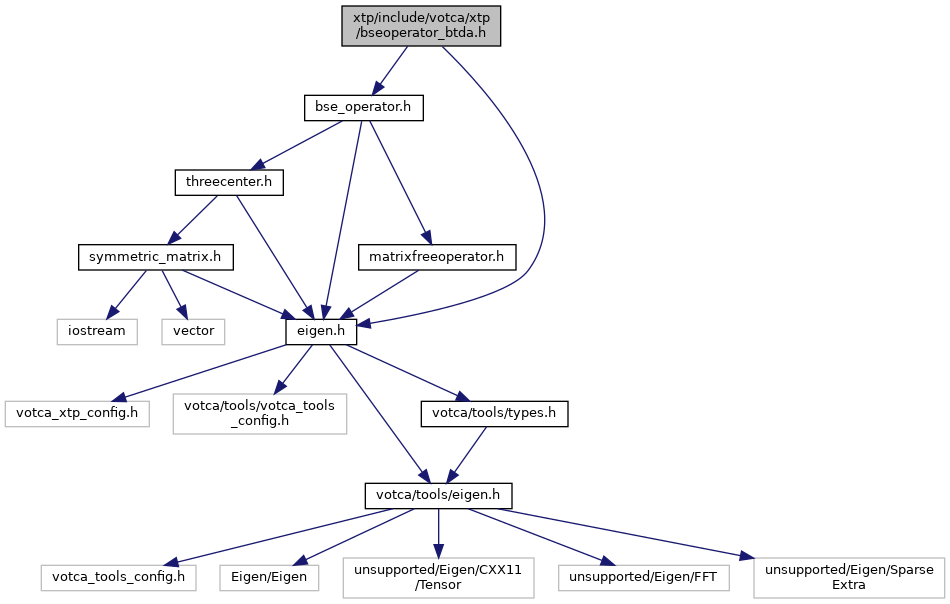 xtp/include/votca/xtp
/bseoperator_btda.h
bse_operator.h
threecenter.h
symmetric_matrix.h
matrixfreeoperator.h
iostream
vector
eigen.h
votca_xtp_config.h
votca/tools/votca_tools
_config.h
votca/tools/types.h
votca/tools/eigen.h
votca_tools_config.h
Eigen/Eigen
unsupported/Eigen/CXX11
/Tensor
unsupported/Eigen/FFT
unsupported/Eigen/Sparse
Extra